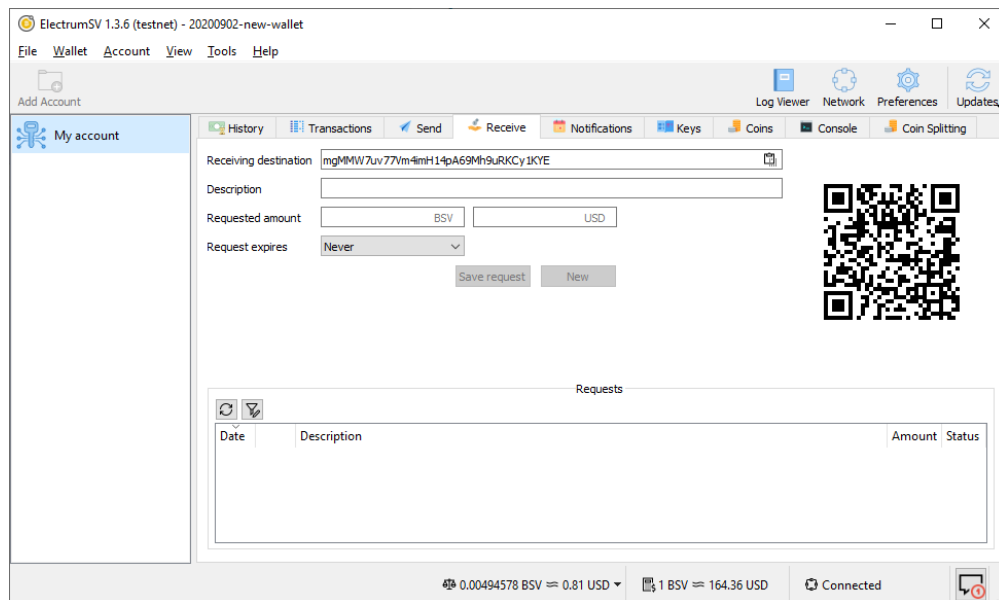 ElectrumSV 1.3.6 (testnet) - 20200902-new-wallet
File Wallet Account View Tools Help
Add Account
Log Viewer Network Preferences Updates
My account
History Transactions Send Receive Notifications Keys Coins Console Coin Splitting
Receiving destination mgMMW7uv77Vm4imH14pA69Mh9uRKCy1KYE
Description
Requested amount BSV USD
Request expires Never
Save request New
Requests
Date Description Amount Status
0.00494578 BSV ≈ 0.81 USD 1 BSV ≈ 164.36 USD Connected
1